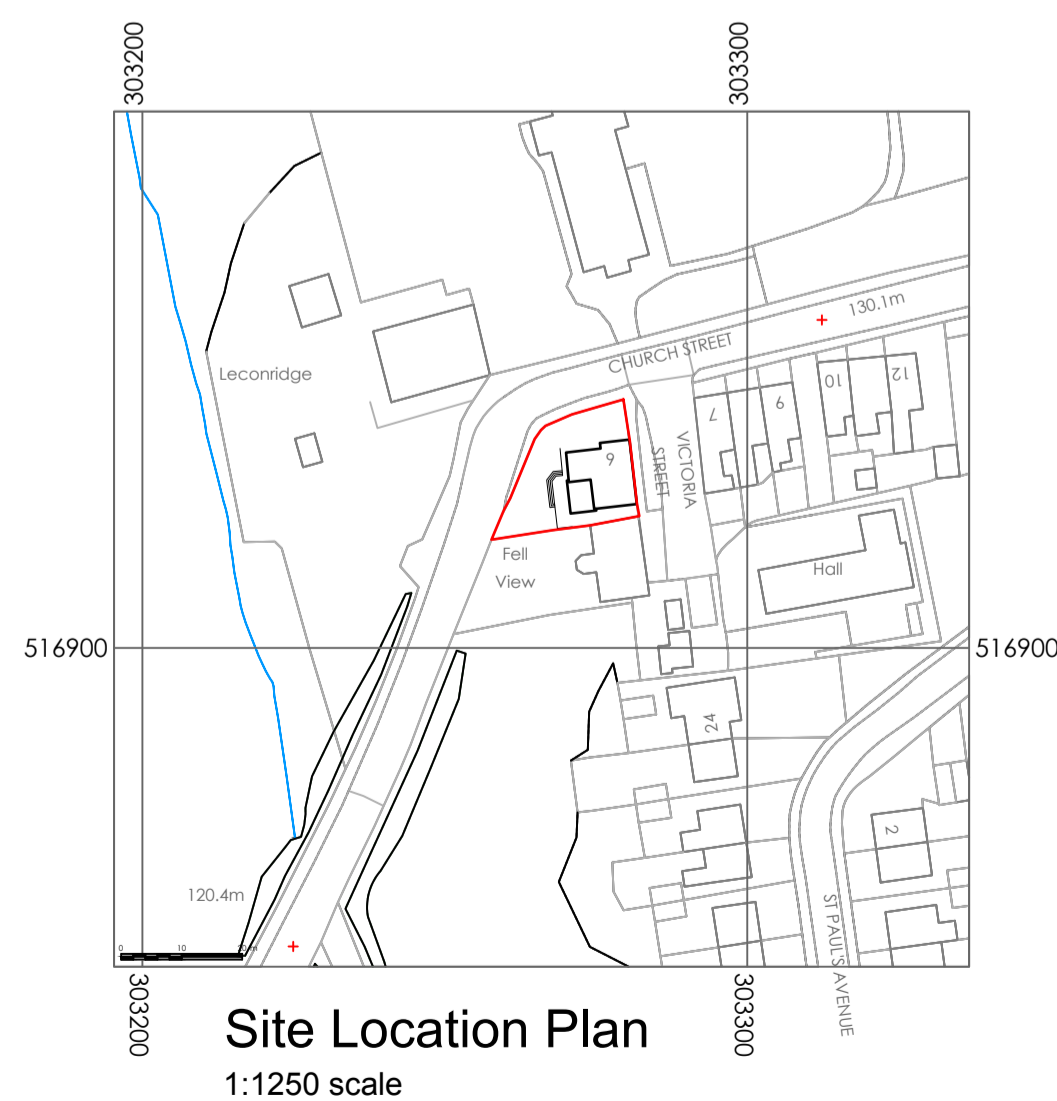 303200
303300
130.1m
CHURCH STREET
Leconridge
10
12
7
9
VICTORIA
STREET
9
Fell
View
Hall
516900
516900
24
2
120.4m
0 10 20 m
ST PAUL'S AVENUE
303200
303300
Site Location Plan
1:1250 scale